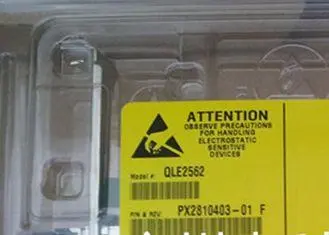 ATTENTION
OBSERVE PRECAUTIONS
FOR HANDLING
ELECTROSTATIC
SENSITIVE
DEVICES
Model #: QLE2562
P/N & REV: PX2810403-01 F